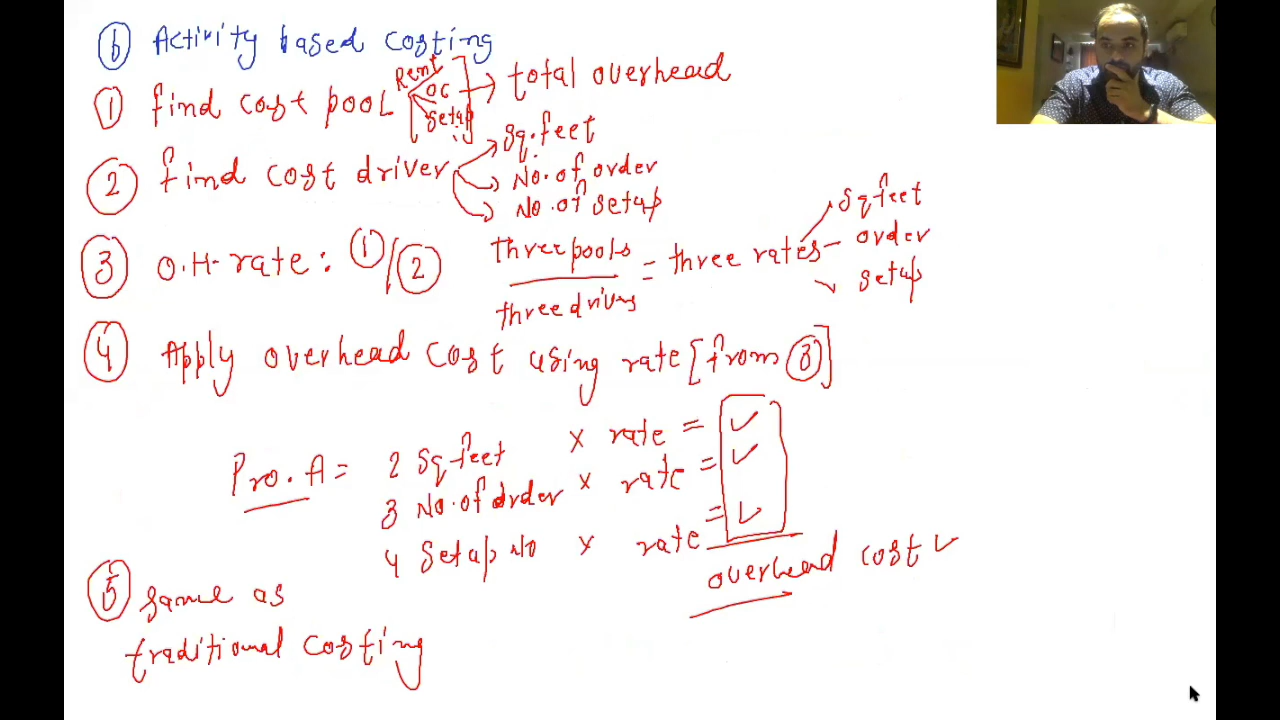 (b) Activity based costing
(1) find cost pool Rent OC Setup → total overhead
(2) find cost driver → Sq.feet
No. of order
No. of Setup
(3) O.H. rate: (1)/(2) three pools / three drivers = three rates – Sq feet
order
Setup
(4) Apply overhead cost using rate [from (3)]
Pro. A = 2 Sq feet × rate = ✓
3 No. of order × rate = ✓
4 Setup No × rate = ✓
overhead cost ✓
(5) same as
traditional costing